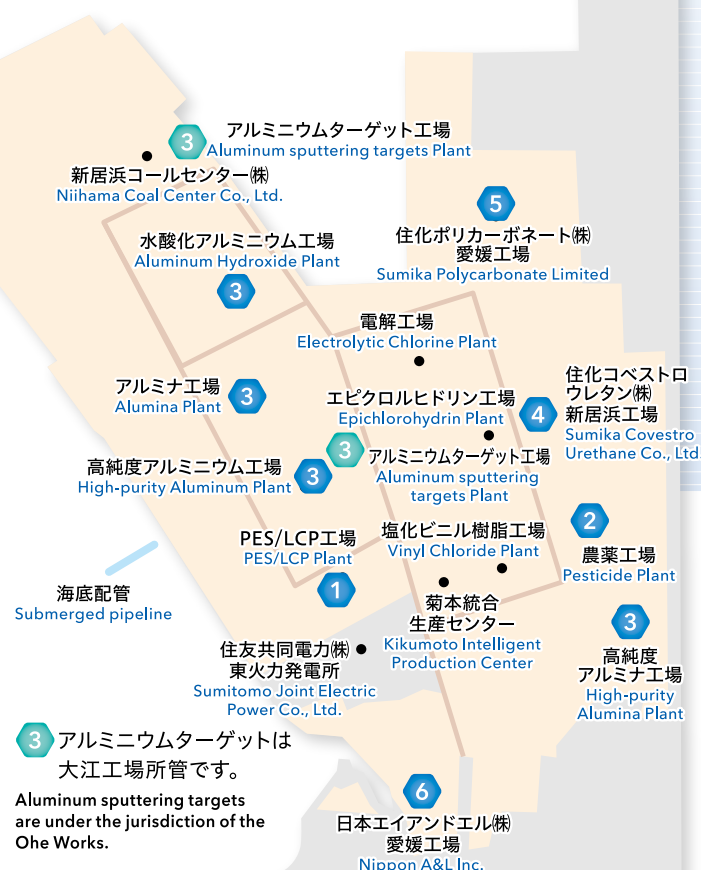 3
アルミニウムターゲット工場
Aluminum sputtering targets Plant
新居浜コールセンター㈱
Niihama Coal Center Co., Ltd.
5
住化ポリカーボネート㈱
愛媛工場
Sumika Polycarbonate Limited
水酸化アルミニウム工場
Aluminum Hydroxide Plant
3
電解工場
Electrolytic Chlorine Plant
アルミナ工場
Alumina Plant
3
エピクロルヒドリン工場
Epichlorohydrin Plant
4
住化コベストロ
ウレタン㈱
新居浜工場
Sumika Covestro
Urethane Co., Ltd.
3
アルミニウムターゲット工場
Aluminum sputtering
targets Plant
高純度アルミニウム工場
High-purity Aluminum Plant
3
PES/LCP工場
PES/LCP Plant
1
塩化ビニル樹脂工場
Vinyl Chloride Plant
2
農薬工場
Pesticide Plant
海底配管
Submerged pipeline
菊本統合
生産センター
Kikumoto Intelligent
Production Center
3
高純度
アルミナ工場
High-purity
Alumina Plant
住友共同電力㈱
東火力発電所
Sumitomo Joint Electric
Power Co., Ltd.
3 アルミニウムターゲットは
大江工場所管です。
Aluminum sputtering targets
are under the jurisdiction of the
Ohe Works.
6
日本エイアンドエル㈱
愛媛工場
Nippon A&L Inc.